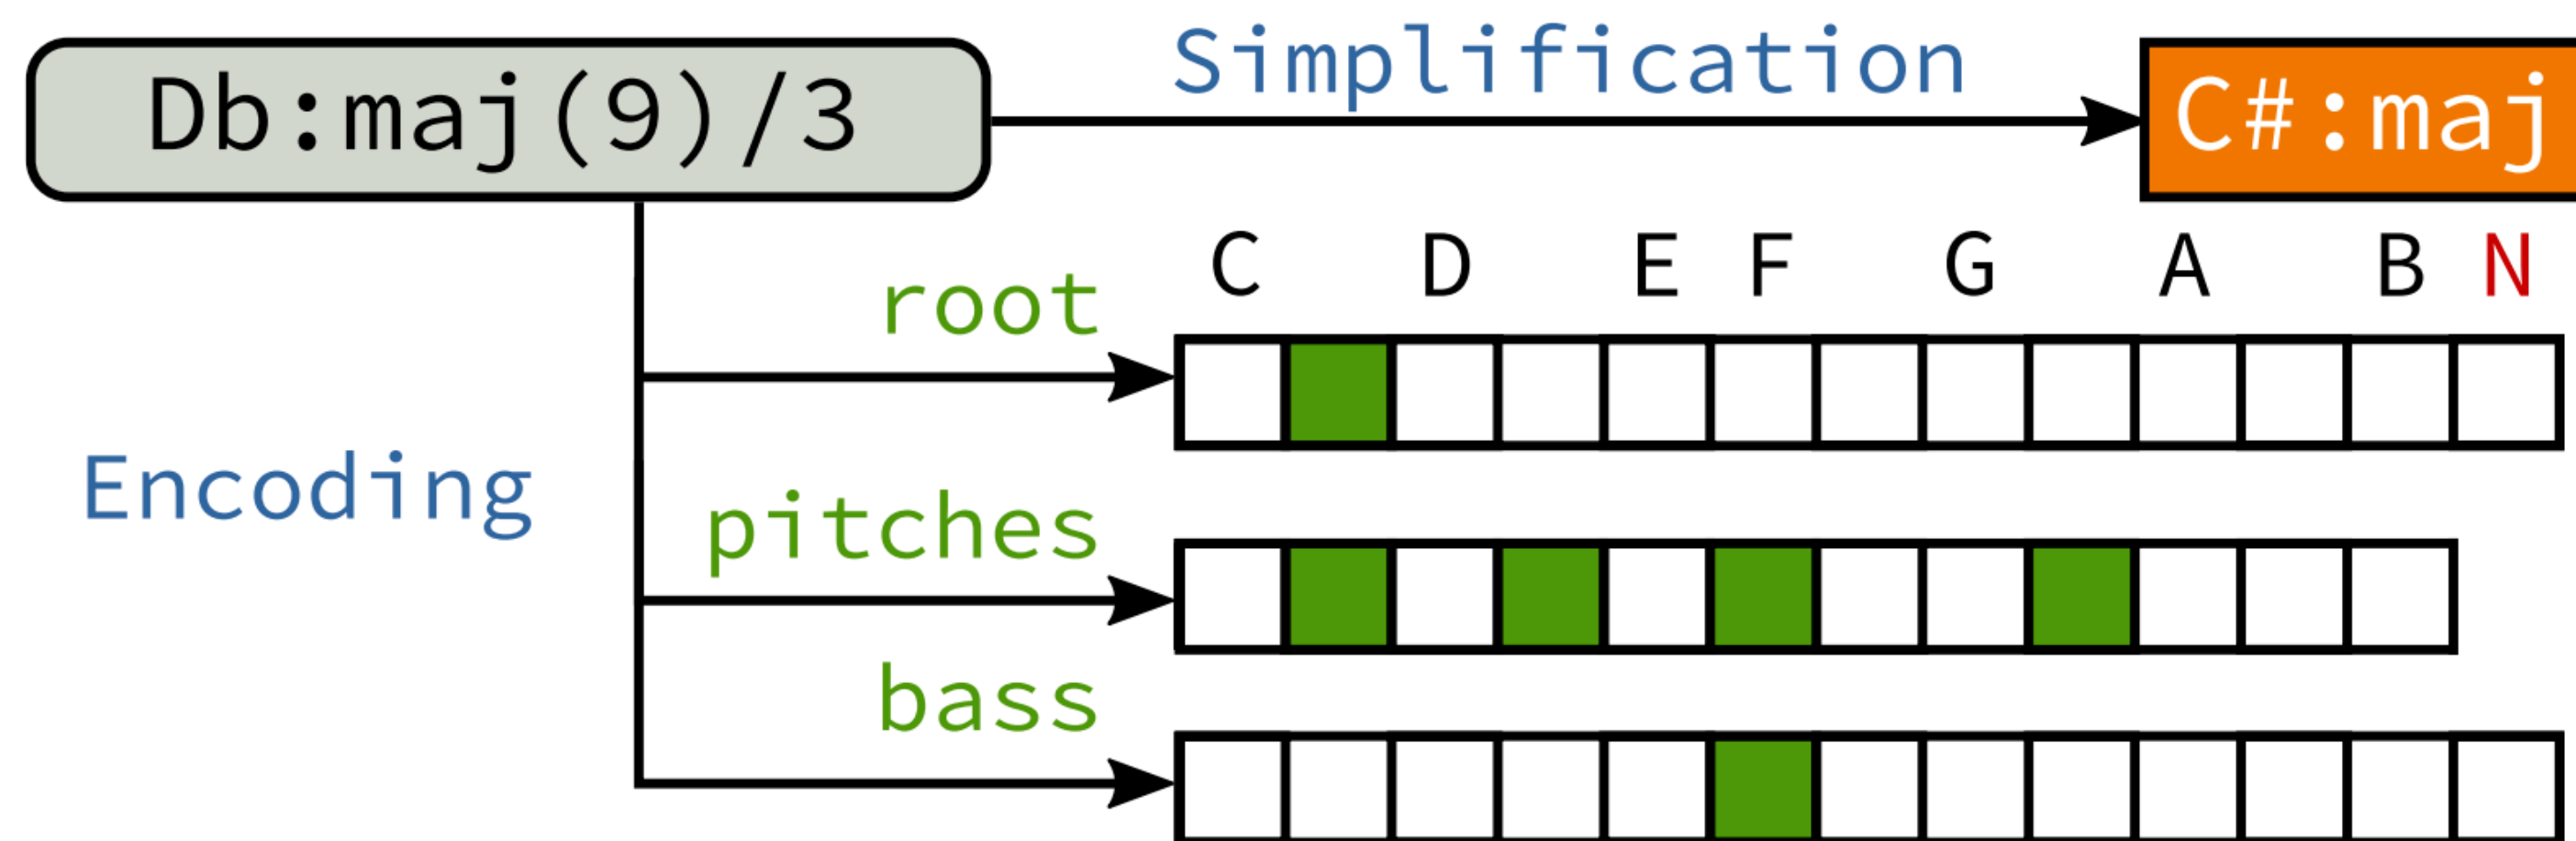 Db:maj(9)/3
Simplification
C#:maj
C D E F G A B N
root
Encoding
pitches
bass